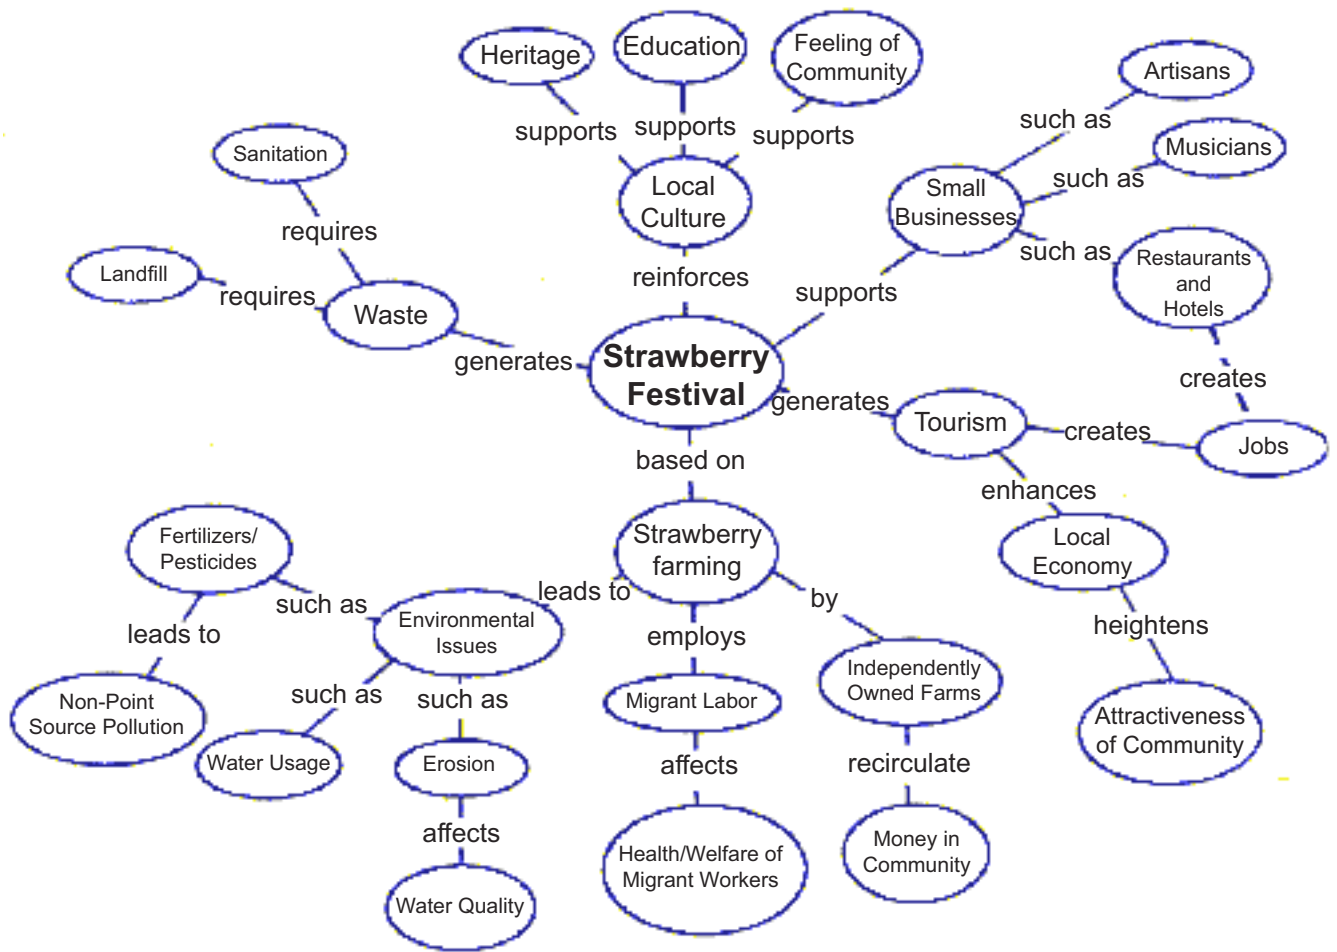 Heritage
Education
Feeling of
Community
Artisans
supports
supports
supports
such as
Musicians
Sanitation
Local
Culture
Small
Businesses
such as
requires
such as
Restaurants
and
Hotels
Landfill
requires
Waste
reinforces
supports
generates
Strawberry
Festival
generates
Tourism
creates
creates
Jobs
based on
enhances
Fertilizers/
Pesticides
Strawberry
farming
Local
Economy
such as
leads to
by
leads to
Environmental
Issues
employs
heightens
Non-Point
Source Pollution
such as
such as
Migrant Labor
Independently
Owned Farms
Attractiveness
of Community
Water Usage
Erosion
affects
recirculate
affects
Health/Welfare of
Migrant Workers
Money in
Community
Water Quality